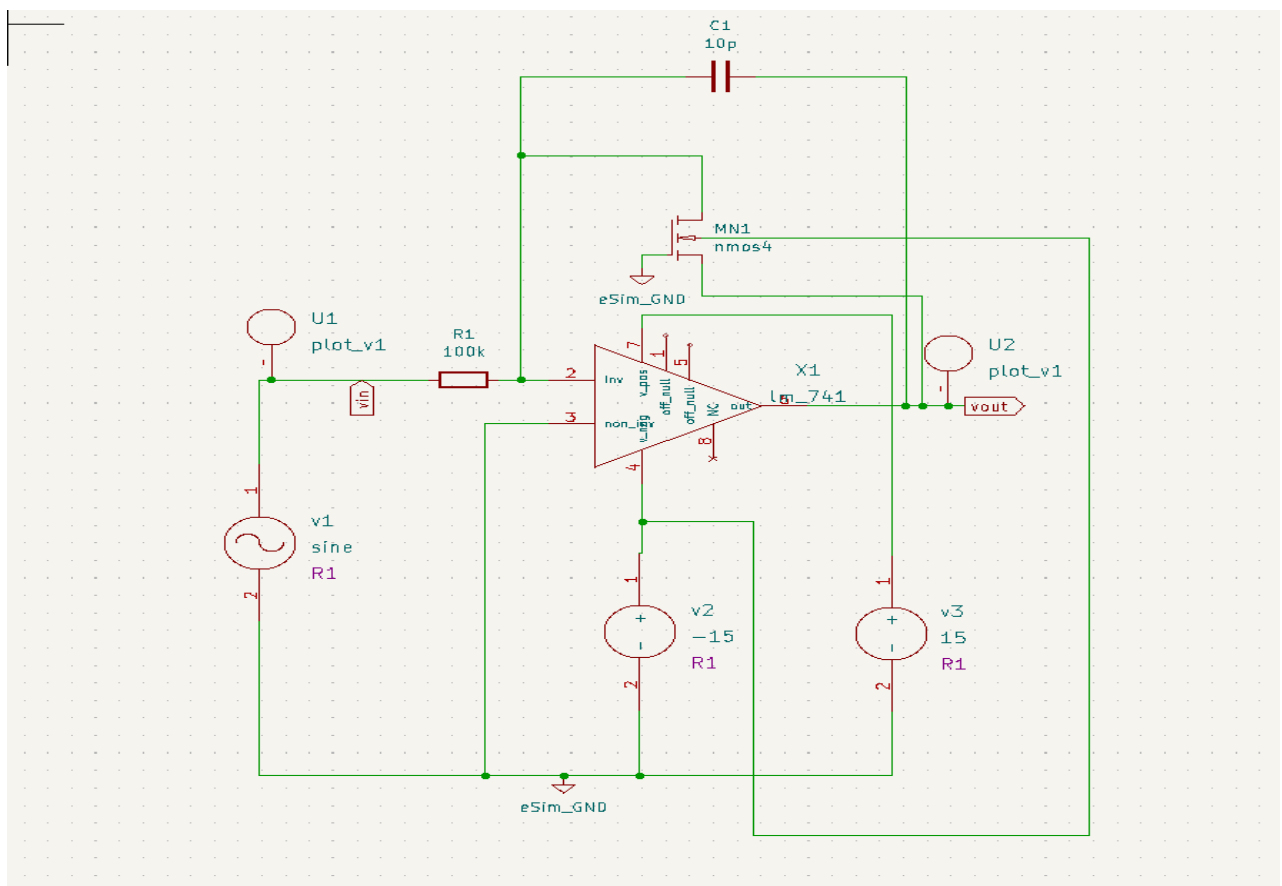 C1
10p
MN1
nmos4
eSim_GND
U1
plot_v1
R1
100k
vin
2
Inv
3
7
v_pos
1
off_null
5
off_null
NC
8
out
4
X1
lm_741
U2
plot_v1
vout
1
v1
sine
R1
2
1
v2
-15
R1
2
1
v3
15
R1
2
eSim_GND